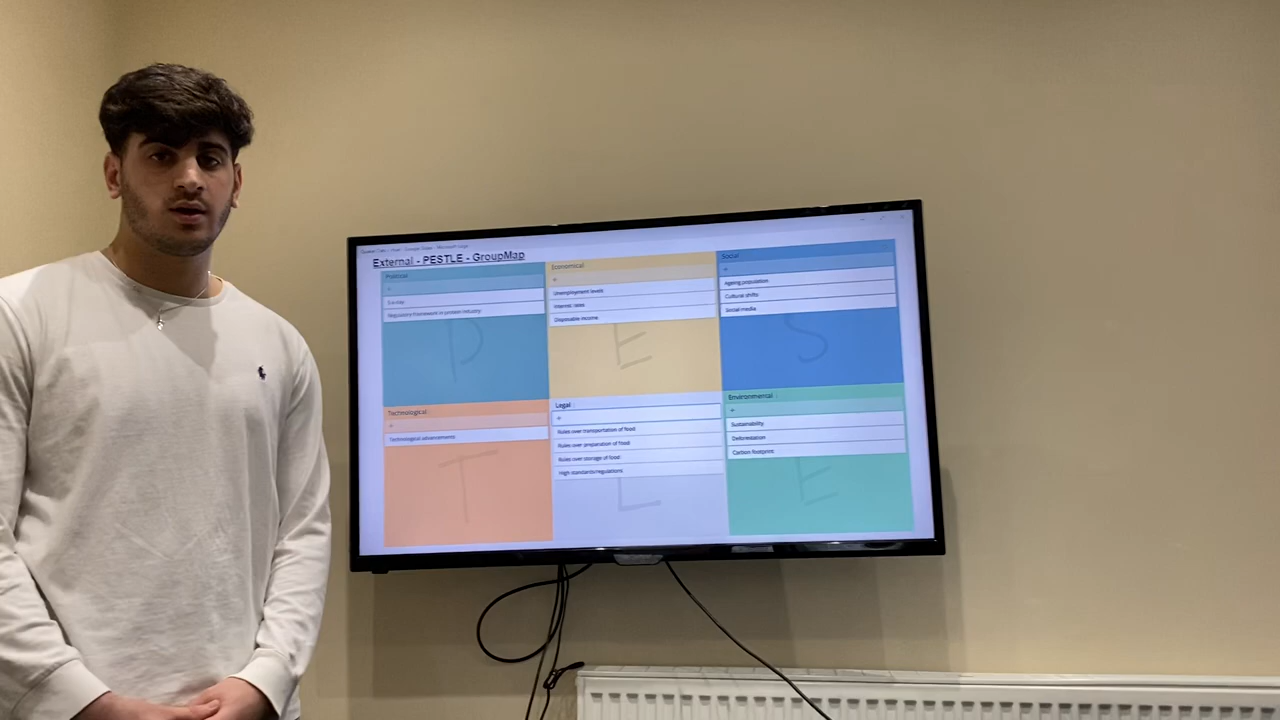 External - PESTLE - GroupMap
Political
+
Regulatory framework in protein industry
P
Economical
+
Unemployment levels
Interest rates
Disposable income
E
Social
+
Ageing population
Cultural shifts
Social media
S
Technological
+
Technological advancements
T
Legal
+
Rules over transportation of food
Rules over preparation of food
Rules over storage of food
High standards/regulations
L
Environmental
+
Sustainability
Deforestation
Carbon footprint
E